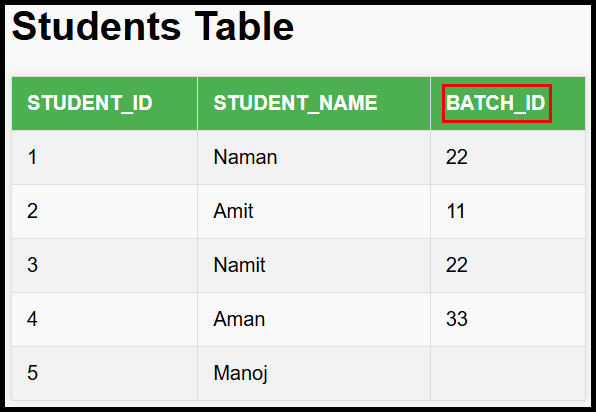 Students Table
STUDENT_ID STUDENT_NAME BATCH_ID
1 Naman 22
2 Amit 11
3 Namit 22
4 Aman 33
5 Manoj